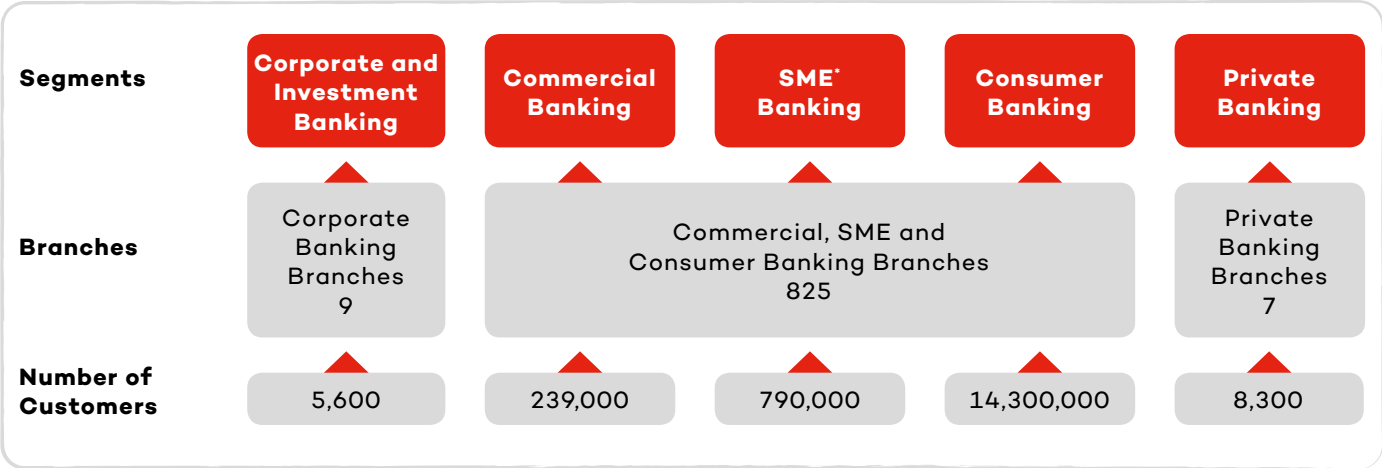 Segments
Corporate and
Investment
Banking
Commercial
Banking
SME*
Banking
Consumer
Banking
Private
Banking
Branches
Corporate
Banking
Branches
9
Commercial, SME and
Consumer Banking Branches
825
Private
Banking
Branches
7
Number of
Customers
5,600
239,000
790,000
14,300,000
8,300